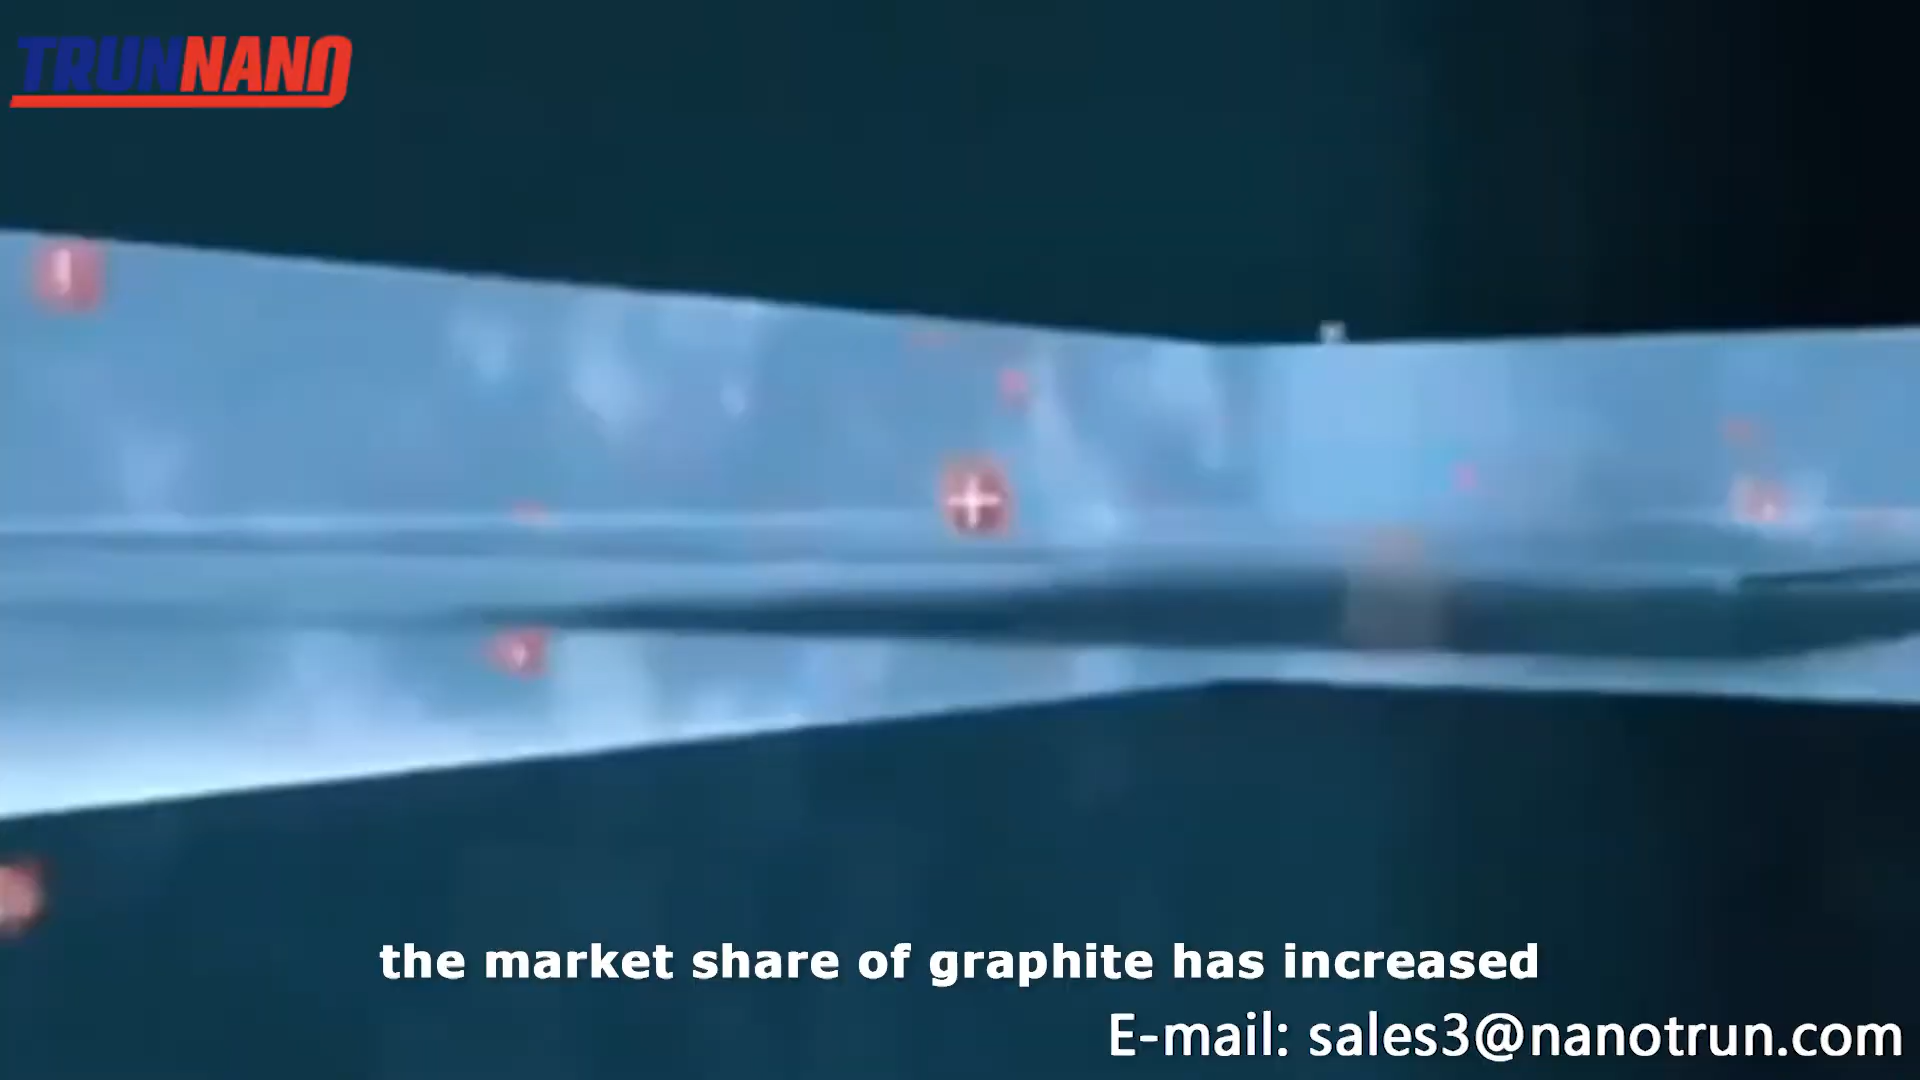 TRUNNANO
the market share of graphite has increased
E-mail: sales3@nanotrun.com